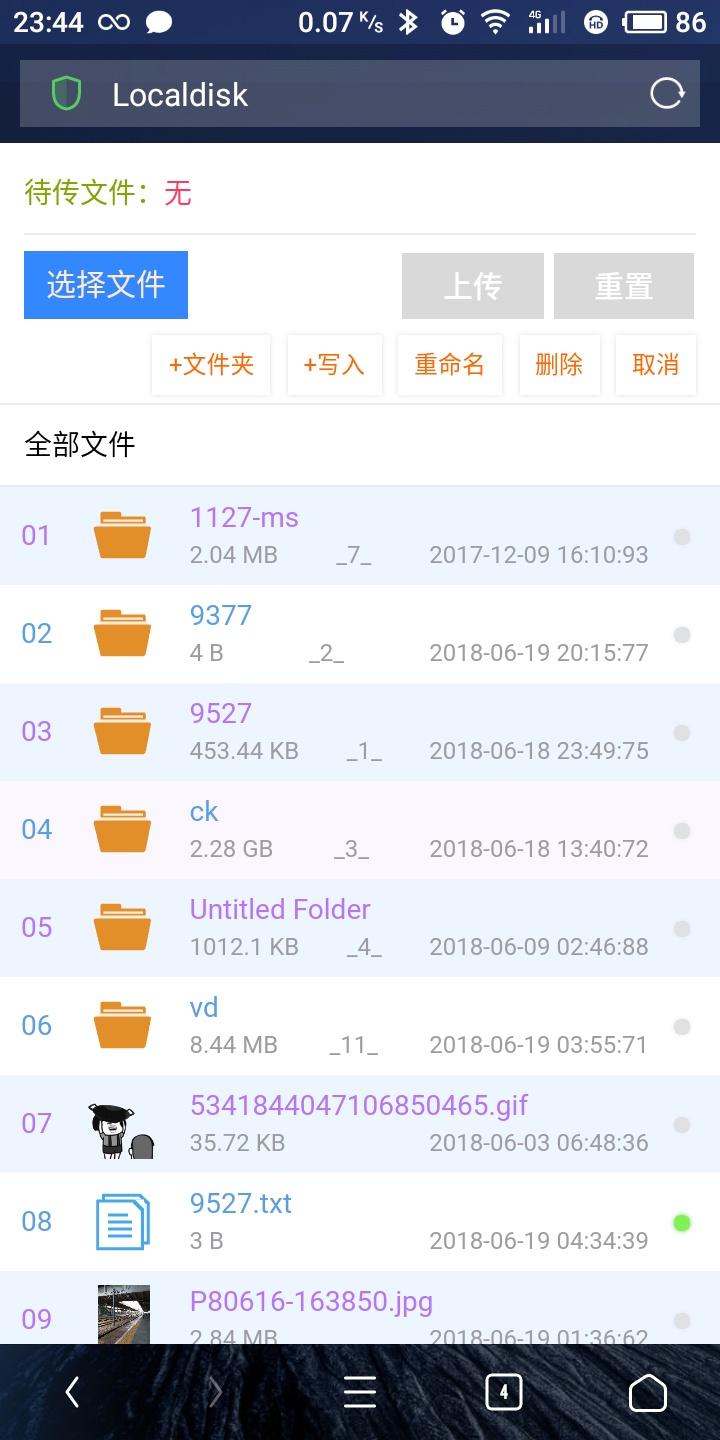 23:44 0.07 K/s 4G HD 86
Localdisk
待传文件：无
选择文件 上传 重置
+文件夹 +写入 重命名 删除 取消
全部文件
01 1127-ms
2.04 MB _7_ 2017-12-09 16:10:93
02 9377
4 B _2_ 2018-06-19 20:15:77
03 9527
453.44 KB _1_ 2018-06-18 23:49:75
04 ck
2.28 GB _3_ 2018-06-18 13:40:72
05 Untitled Folder
1012.1 KB _4_ 2018-06-09 02:46:88
06 vd
8.44 MB _11_ 2018-06-19 03:55:71
07 5341844047106850465.gif
35.72 KB 2018-06-03 06:48:36
08 9527.txt
3 B 2018-06-19 04:34:39
09 P80616-163850.jpg
2.84 MB 2018-06-19 01:36:62
4